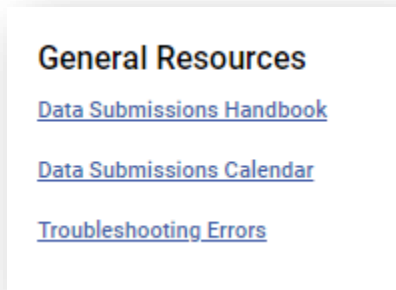 General Resources
Data Submissions Handbook
Data Submissions Calendar
Troubleshooting Errors